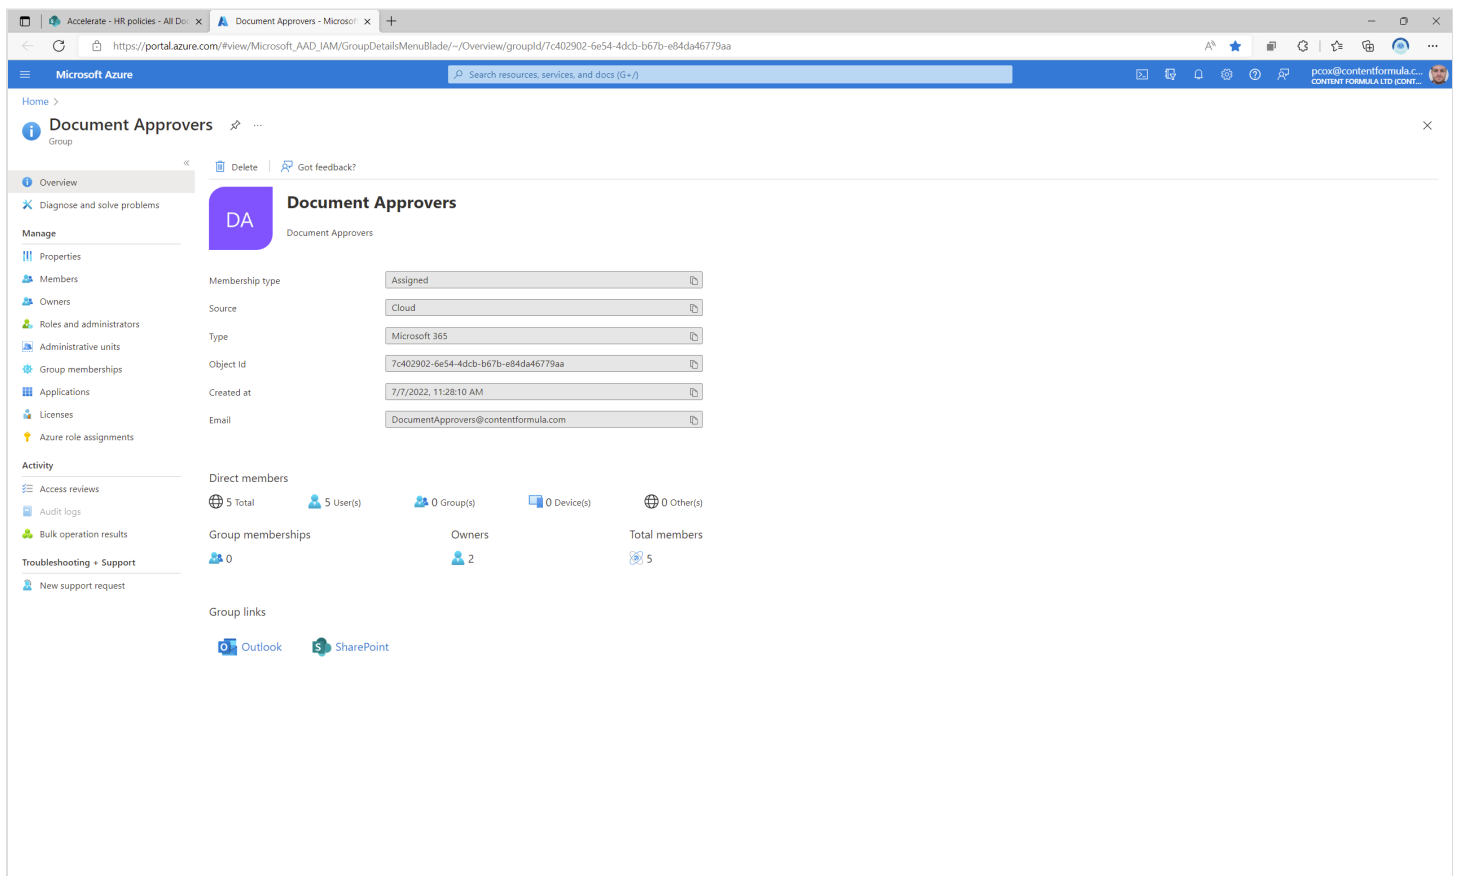 Accelerate - HR policies - All Doc
Document Approvers - Microsoft
https://portal.azure.com/#view/Microsoft_AAD_IAM/GroupDetailsMenuBlade/~/Overview/groupId/7c402902-6e54-4dcb-b67b-e84da46779aa
Microsoft Azure
Search resources, services, and docs (G+/)
pcox@contentformula.c...
CONTENT FORMULA LTD (CONT...
Home >
Document Approvers
Group
Delete
Got feedback?
Overview
Diagnose and solve problems
Manage
Properties
Members
Owners
Roles and administrators
Administrative units
Group memberships
Applications
Licenses
Azure role assignments
Activity
Access reviews
Audit logs
Bulk operation results
Troubleshooting + Support
New support request
DA
Document Approvers
Document Approvers
Membership type
Assigned
Source
Cloud
Type
Microsoft 365
Object Id
7c402902-6e54-4dcb-b67b-e84da46779aa
Created at
7/7/2022, 11:28:10 AM
Email
DocumentApprovers@contentformula.com
Direct members
5 Total
5 User(s)
0 Group(s)
0 Device(s)
0 Other(s)
Group memberships
Owners
Total members
0
2
5
Group links
Outlook
SharePoint